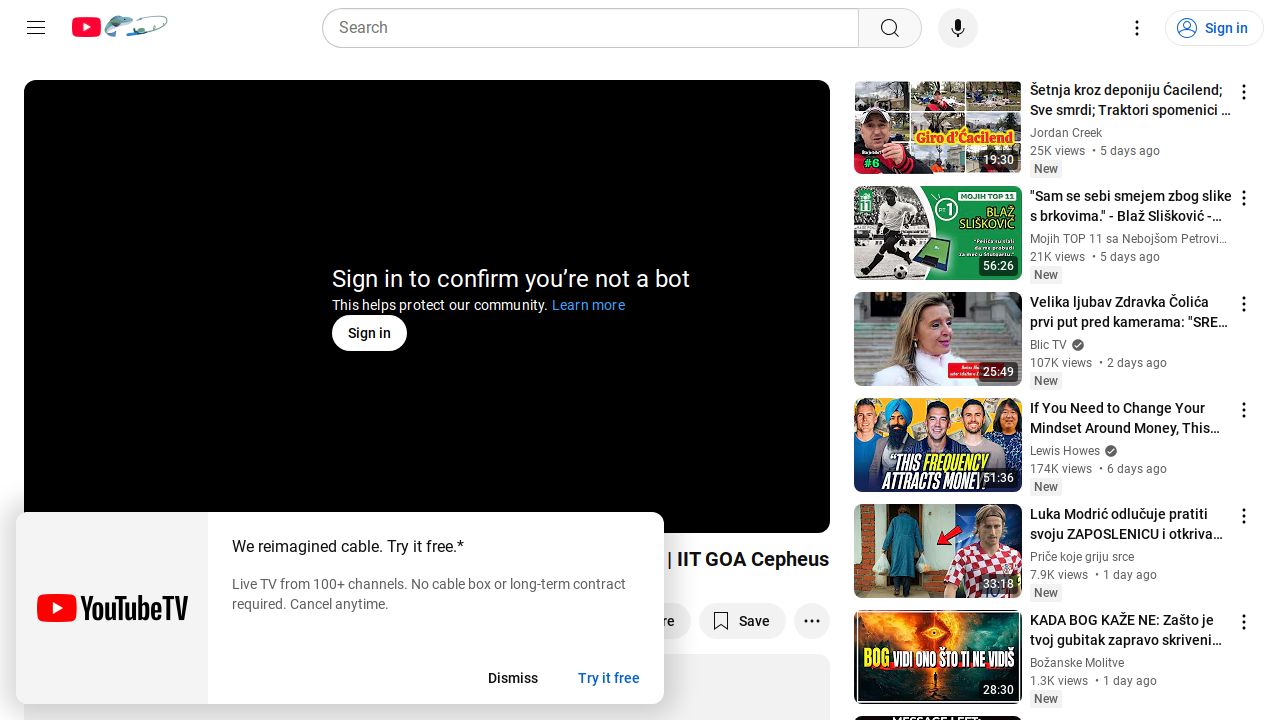 Search
Sign in
Sign in to confirm you’re not a bot
This helps protect our community. Learn more
Sign in
| IIT GOA Cepheus
Save
We reimagined cable. Try it free.*
Live TV from 100+ channels. No cable box or long-term contract
required. Cancel anytime.
YouTubeTV
Dismiss
Try it free
Giro d'Ćacilend
#6
19:30
Šetnja kroz deponiju Ćacilend;
Sve smrdi; Traktori spomenici …
Jordan Creek
25K views • 5 days ago
New
MOJIH TOP 11
PT 1
BLAŽ
SLIŠKOVIĆ
56:26
"Sam se sebi smejem zbog slike
s brkovima." - Blaž Slišković -…
Mojih TOP 11 sa Nebojšom Petrovi…
21K views • 5 days ago
New
25:49
Velika ljubav Zdravka Čolića
prvi put pred kamerama: "SRE…
Blic TV
107K views • 2 days ago
New
"THIS FREQUENCY
ATTRACTS MONEY
51:36
If You Need to Change Your
Mindset Around Money, This…
Lewis Howes
174K views • 6 days ago
New
33:18
Luka Modrić odlučuje pratiti
svoju ZAPOSLENICU i otkriva…
Priče koje griju srce
7.9K views • 1 day ago
New
BOG VIDI ONO ŠTO TI NE VIDIŠ
28:30
KADA BOG KAŽE NE: Zašto je
tvoj gubitak zapravo skriveni…
Božanske Molitve
1.3K views • 1 day ago
New
MESSAGE LEFT: